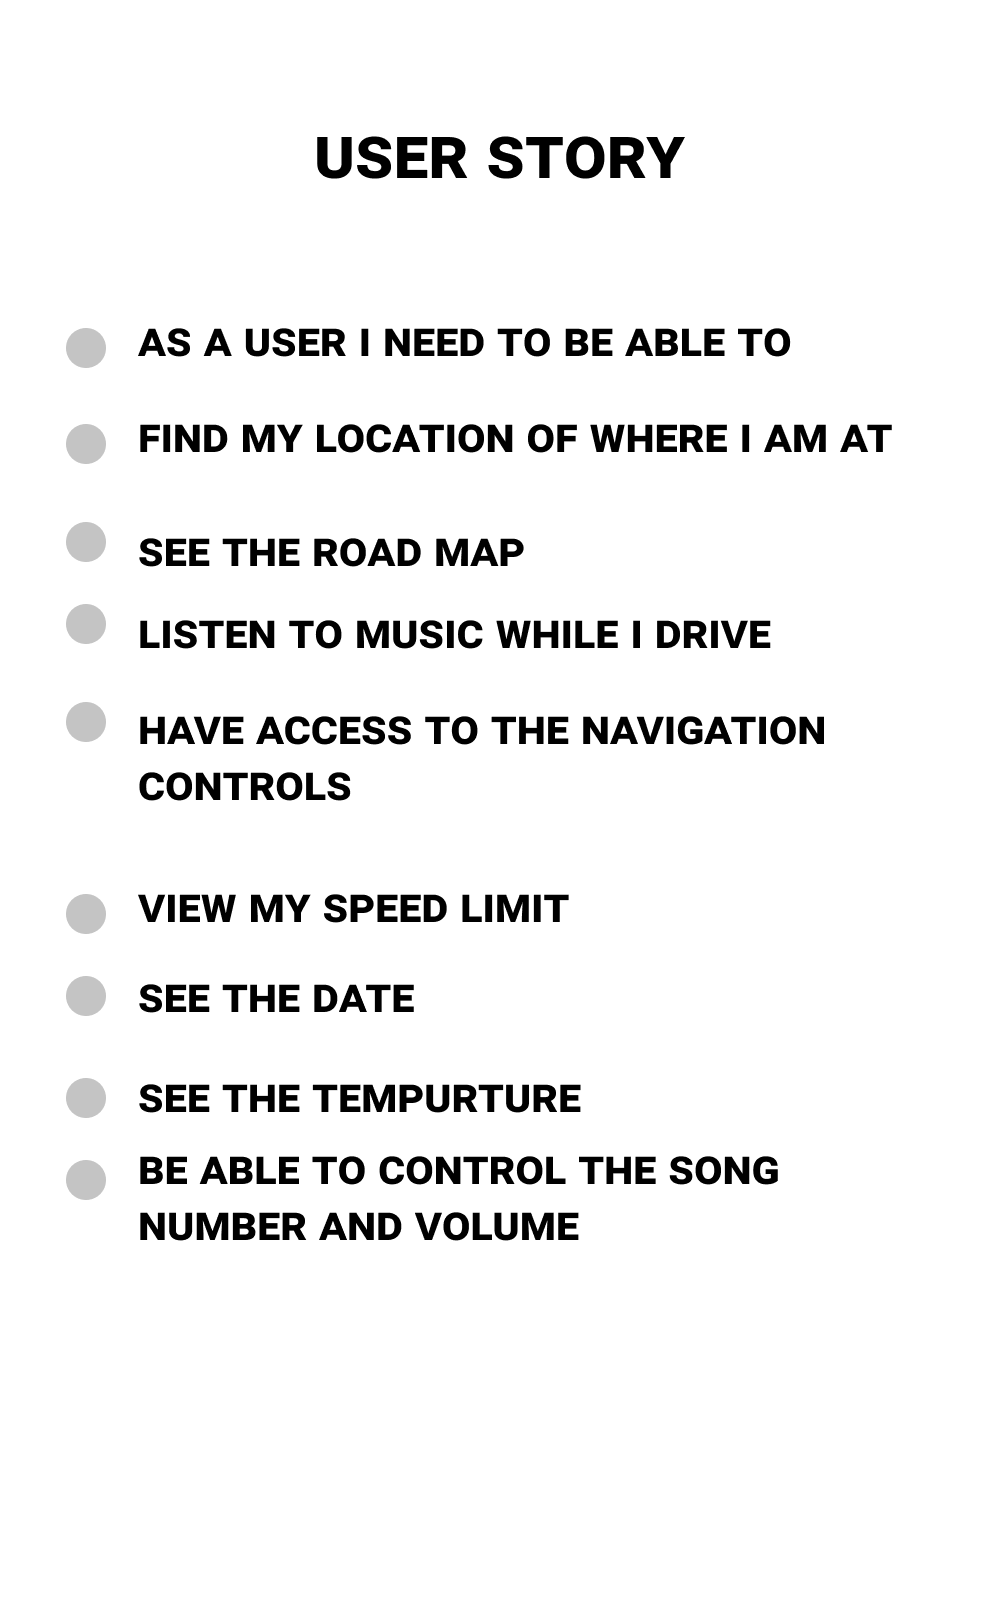 USER STORY
AS A USER I NEED TO BE ABLE TO
FIND MY LOCATION OF WHERE I AM AT
SEE THE ROAD MAP
LISTEN TO MUSIC WHILE I DRIVE
HAVE ACCESS TO THE NAVIGATION
CONTROLS
VIEW MY SPEED LIMIT
SEE THE DATE
SEE THE TEMPURTURE
BE ABLE TO CONTROL THE SONG
NUMBER AND VOLUME